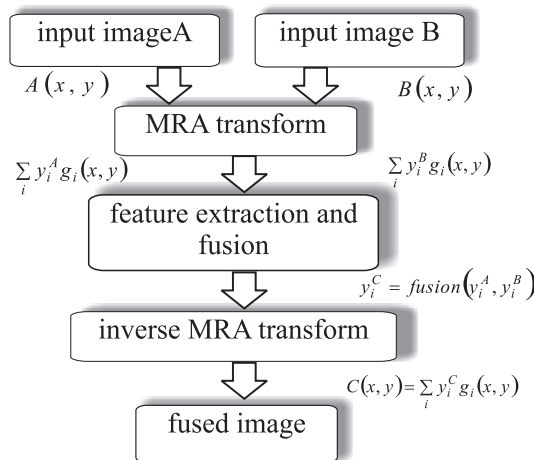 input imageA
input image B
A(x, y)
B(x, y)
MRA transform
∑_i y_i^A g_i(x, y)
∑_i y_i^B g_i(x, y)
feature extraction and
fusion
y_i^C = fusion(y_i^A, y_i^B)
inverse MRA transform
C(x, y) = ∑_i y_i^C g_i(x, y)
fused image